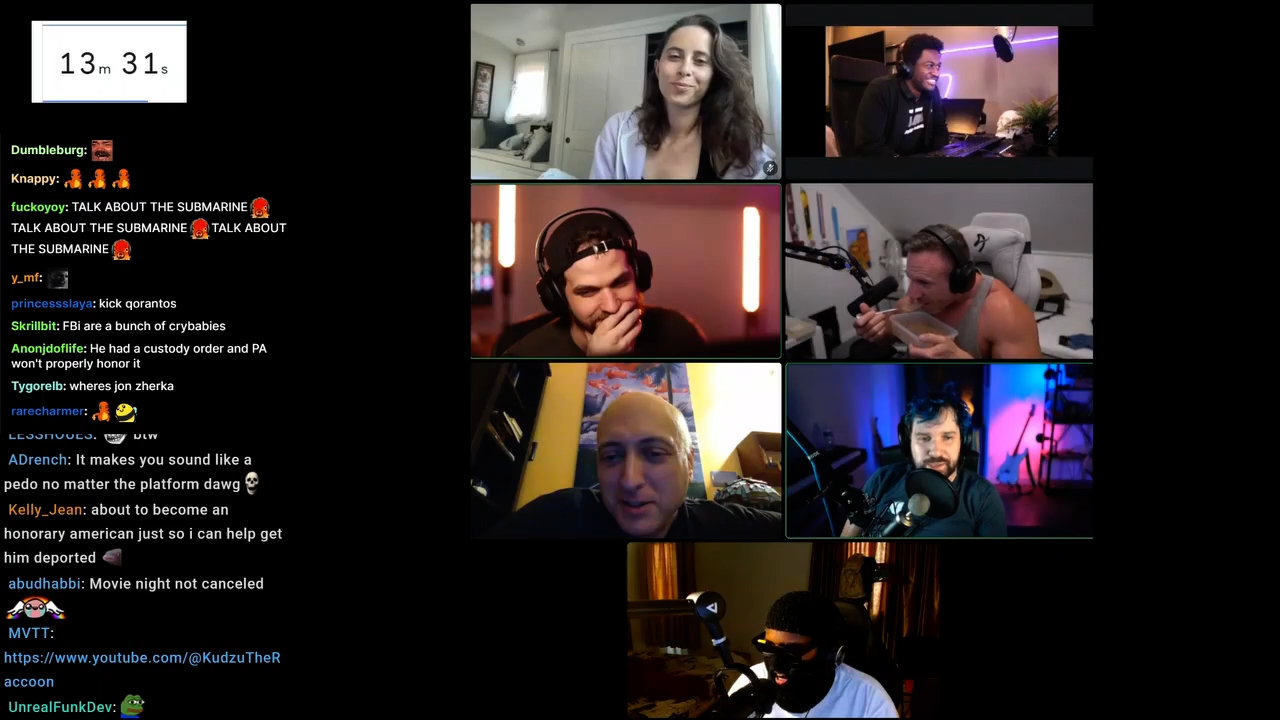 13m 31s
Dumbleburg:
Knappy:
fuckoyoy: TALK ABOUT THE SUBMARINE
TALK ABOUT THE SUBMARINE TALK ABOUT
THE SUBMARINE
y_mf:
princessslaya: kick qorantos
Skrillbit: FBi are a bunch of crybabies
Anonjdoflife: He had a custody order and PA
won't properly honor it
Tygorelb: wheres jon zherka
rarecharmer:
btw
ADrench: It makes you sound like a
pedo no matter the platform dawg
Kelly_Jean: about to become an
honorary american just so i can help get
him deported
abudhabbi: Movie night not canceled
MVTT:
https://www.youtube.com/@KudzuTheR
accoon
UnrealFunkDev: